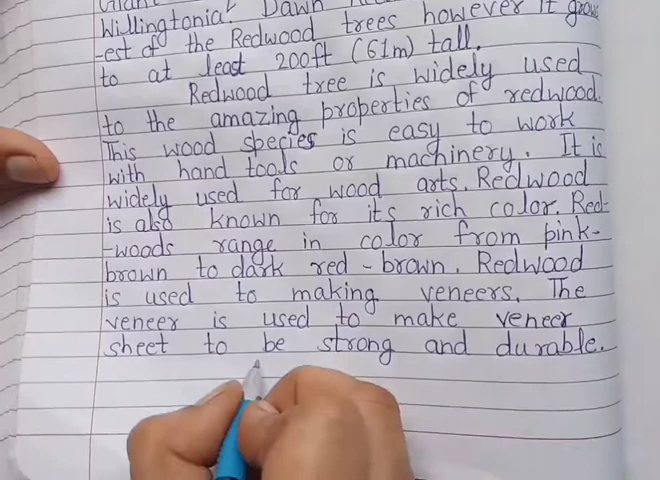 Willingtonia? Dawn
-est of the Redwood trees however it grow
to at least 200ft (61m) tall.
Redwood tree is widely used
to the amazing properties of redwood.
This wood species is easy to work
with hand tools or machinery. It is
widely used for wood arts. Redwood
is also known for its rich color. Red-
-woods range in color from pink-
brown to dark red-brown. Redwood
is used to making veneers. The
veneer is used to make veneer
sheet to be strong and durable.